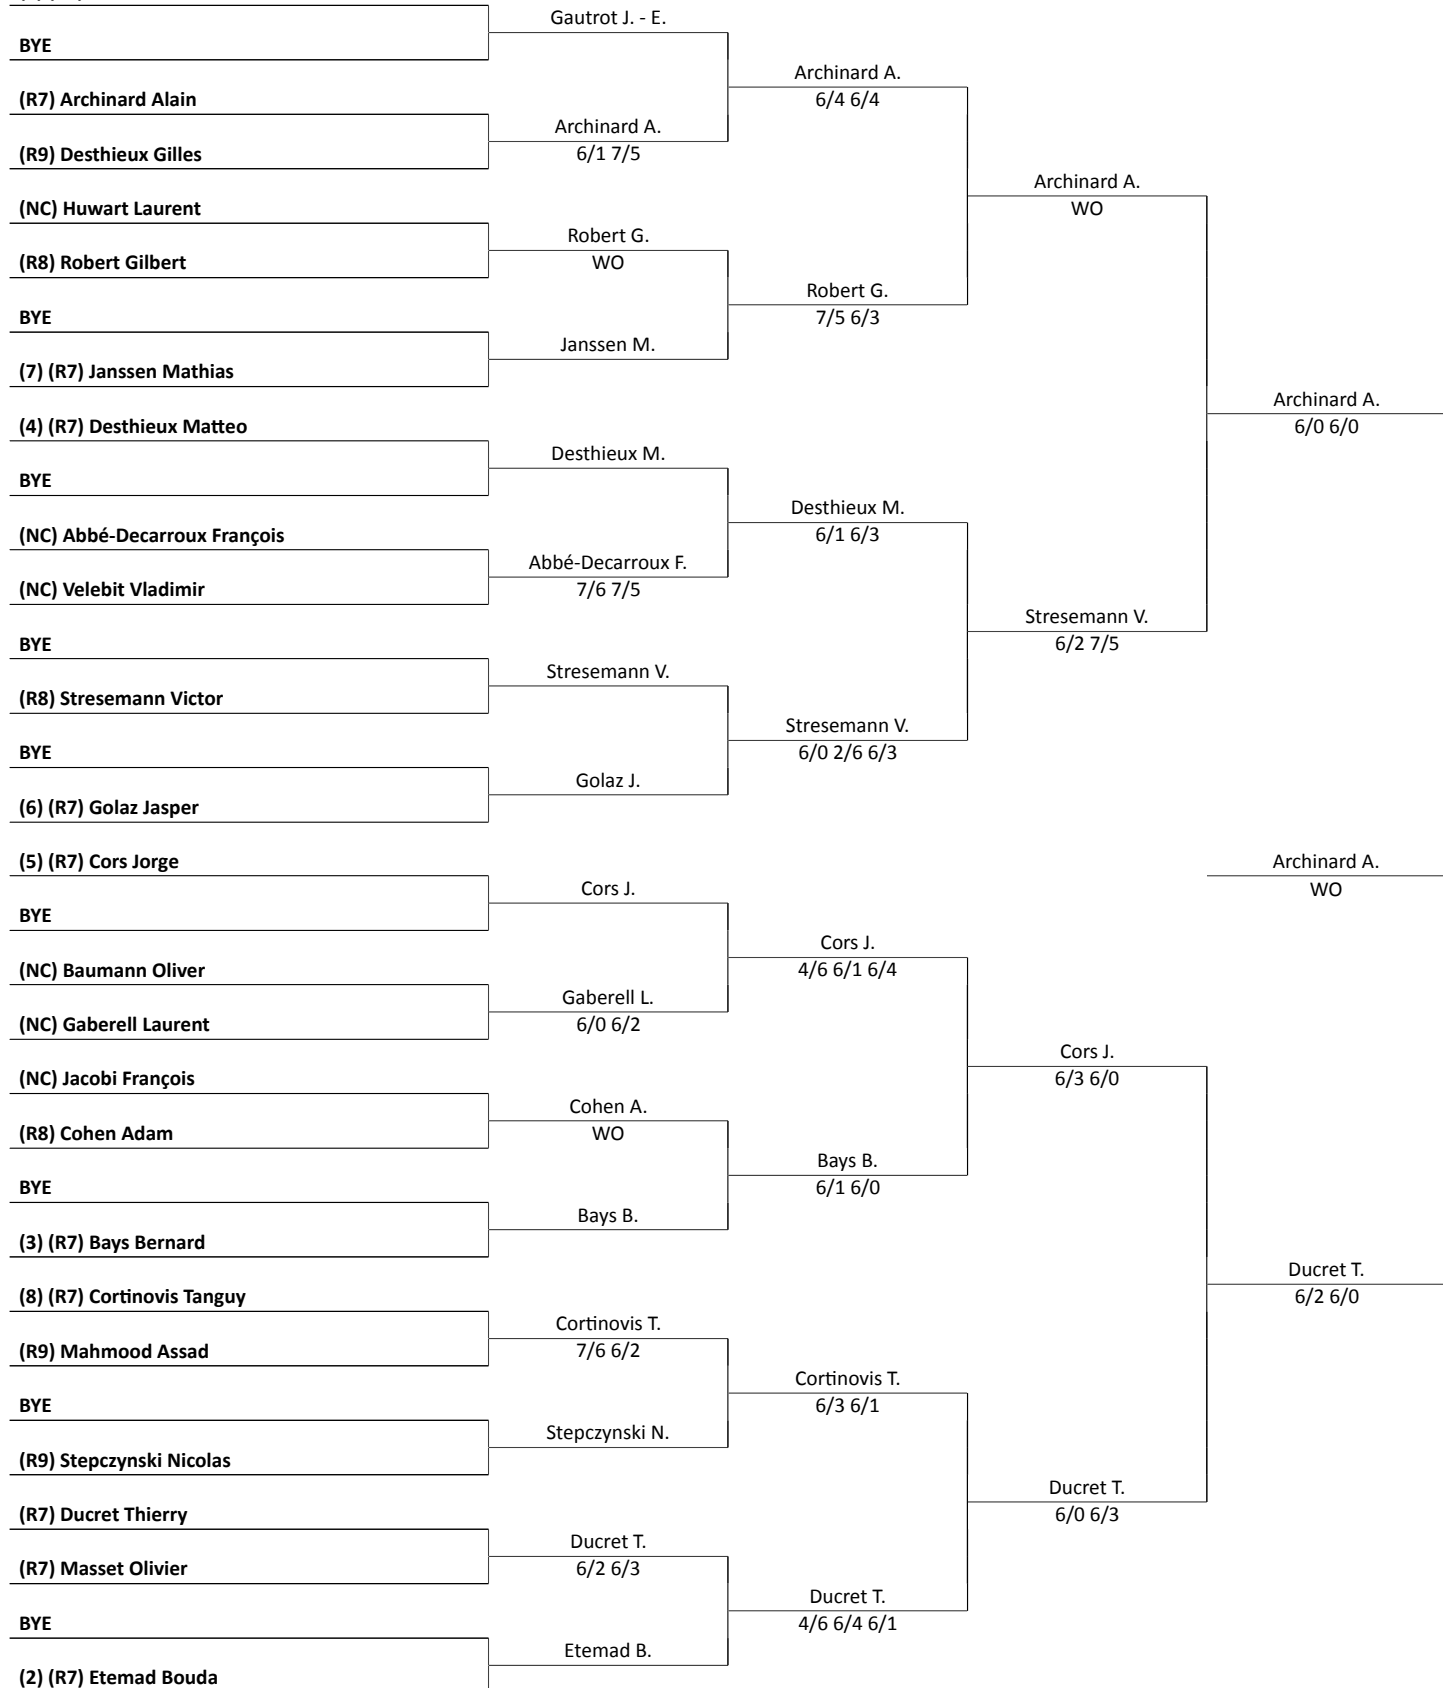 Gautrot J. - E.
BYE
Archinard A.
(R7) Archinard Alain
6/4 6/4
Archinard A.
(R9) Desthieux Gilles
6/1 7/5
Archinard A.
(NC) Huwart Laurent
WO
Robert G.
(R8) Robert Gilbert
WO
Robert G.
BYE
7/5 6/3
Janssen M.
(7) (R7) Janssen Mathias
Archinard A.
(4) (R7) Desthieux Matteo
6/0 6/0
Desthieux M.
BYE
Desthieux M.
(NC) Abbé-Decarroux François
6/1 6/3
Abbé-Decarroux F.
(NC) Velebit Vladimir
7/6 7/5
Stresemann V.
BYE
6/2 7/5
Stresemann V.
(R8) Stresemann Victor
Stresemann V.
BYE
6/0 2/6 6/3
Golaz J.
(6) (R7) Golaz Jasper
(5) (R7) Cors Jorge
Archinard A.
Cors J.
WO
BYE
Cors J.
(NC) Baumann Oliver
4/6 6/1 6/4
Gaberell L.
(NC) Gaberell Laurent
6/0 6/2
Cors J.
(NC) Jacobi François
6/3 6/0
Cohen A.
(R8) Cohen Adam
WO
Bays B.
BYE
6/1 6/0
Bays B.
(3) (R7) Bays Bernard
Ducret T.
(8) (R7) Cortinovis Tanguy
6/2 6/0
Cortinovis T.
(R9) Mahmood Assad
7/6 6/2
Cortinovis T.
BYE
6/3 6/1
Stepczynski N.
(R9) Stepczynski Nicolas
Ducret T.
(R7) Ducret Thierry
6/0 6/3
Ducret T.
(R7) Masset Olivier
6/2 6/3
Ducret T.
BYE
4/6 6/4 6/1
Etemad B.
(2) (R7) Etemad Bouda